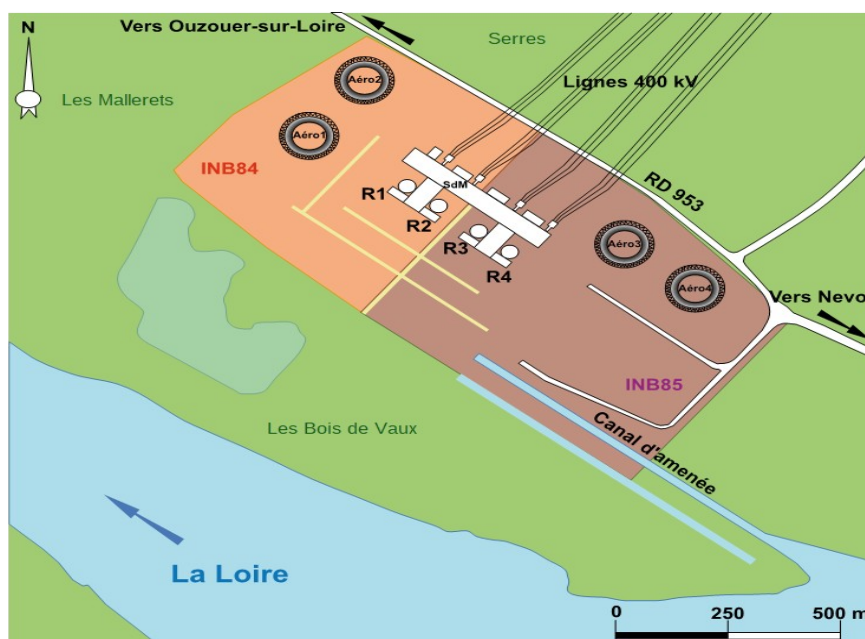 Vers Ouzouer-sur-Loire
Serres
N
Aéro2
Lignes 400 kV
Les Mallerets
Aéro1
INB84
SdM
RD 953
R1
R2
R3
R4
Aéro3
Aéro4
Vers Nevo
INB85
Canal d'amenée
Les Bois de Vaux
La Loire
0 250 500 m